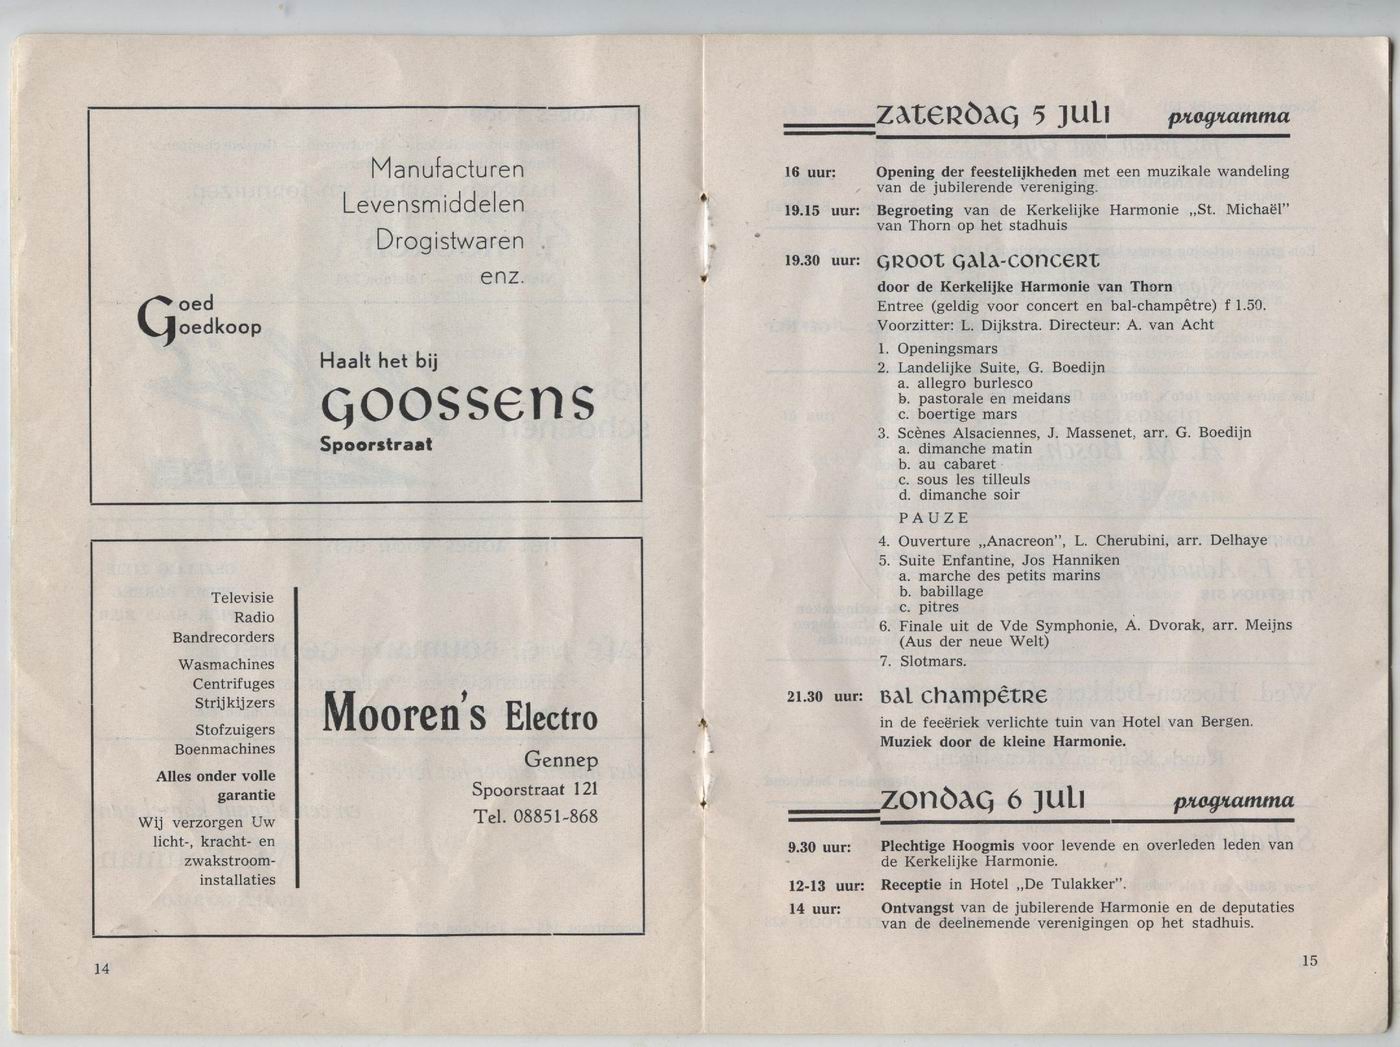 Manufacturen
Levensmiddelen
Drogistwaren
enz.
Goed
Goedkoop
Haalt het bij
GOOSSENS
Spoorstraat
Televisie
Radio
Bandrecorders
Wasmachines
Centrifuges
Strijkijzers
Stofzuigers
Boenmachines
Alles onder volle
garantie
Wij verzorgen Uw
licht-, kracht- en
zwakstroom-
installaties
Mooren's Electro
Gennep
Spoorstraat 121
Tel. 08851-868
14
ZATERDAG 5 JULI programma
16 uur: Opening der feestelijkheden met een muzikale wandeling
van de jubilerende vereniging.
19.15 uur: Begroeting van de Kerkelijke Harmonie „St. Michaël”
van Thorn op het stadhuis
19.30 uur: GROOT GALA-CONCERT
door de Kerkelijke Harmonie van Thorn
Entree (geldig voor concert en bal-champêtre) f 1.50.
Voorzitter: L. Dijkstra. Directeur: A. van Acht
1. Openingsmars
2. Landelijke Suite, G. Boedijn
a. allegro burlesco
b. pastorale en meidans
c. boertige mars
3. Scènes Alsaciennes, J. Massenet, arr. G. Boedijn
a. dimanche matin
b. au cabaret
c. sous les tilleuls
d. dimanche soir
PAUZE
4. Ouverture „Anacreon”, L. Cherubini, arr. Delhaye
5. Suite Enfantine, Jos Hanniken
a. marche des petits marins
b. babillage
c. pitres
6. Finale uit de Vde Symphonie, A. Dvorak, arr. Meijns
(Aus der neue Welt)
7. Slotmars.
21.30 uur: Bal champêtre
in de feeëriek verlichte tuin van Hotel van Bergen.
Muziek door de kleine Harmonie.
ZONDAG 6 JULI programma
9.30 uur: Plechtige Hoogmis voor levende en overleden leden van
de Kerkelijke Harmonie.
12-13 uur: Receptie in Hotel „De Tulakker”.
14 uur: Ontvangst van de jubilerende Harmonie en de deputaties
van de deelnemende verenigingen op het stadhuis.
15